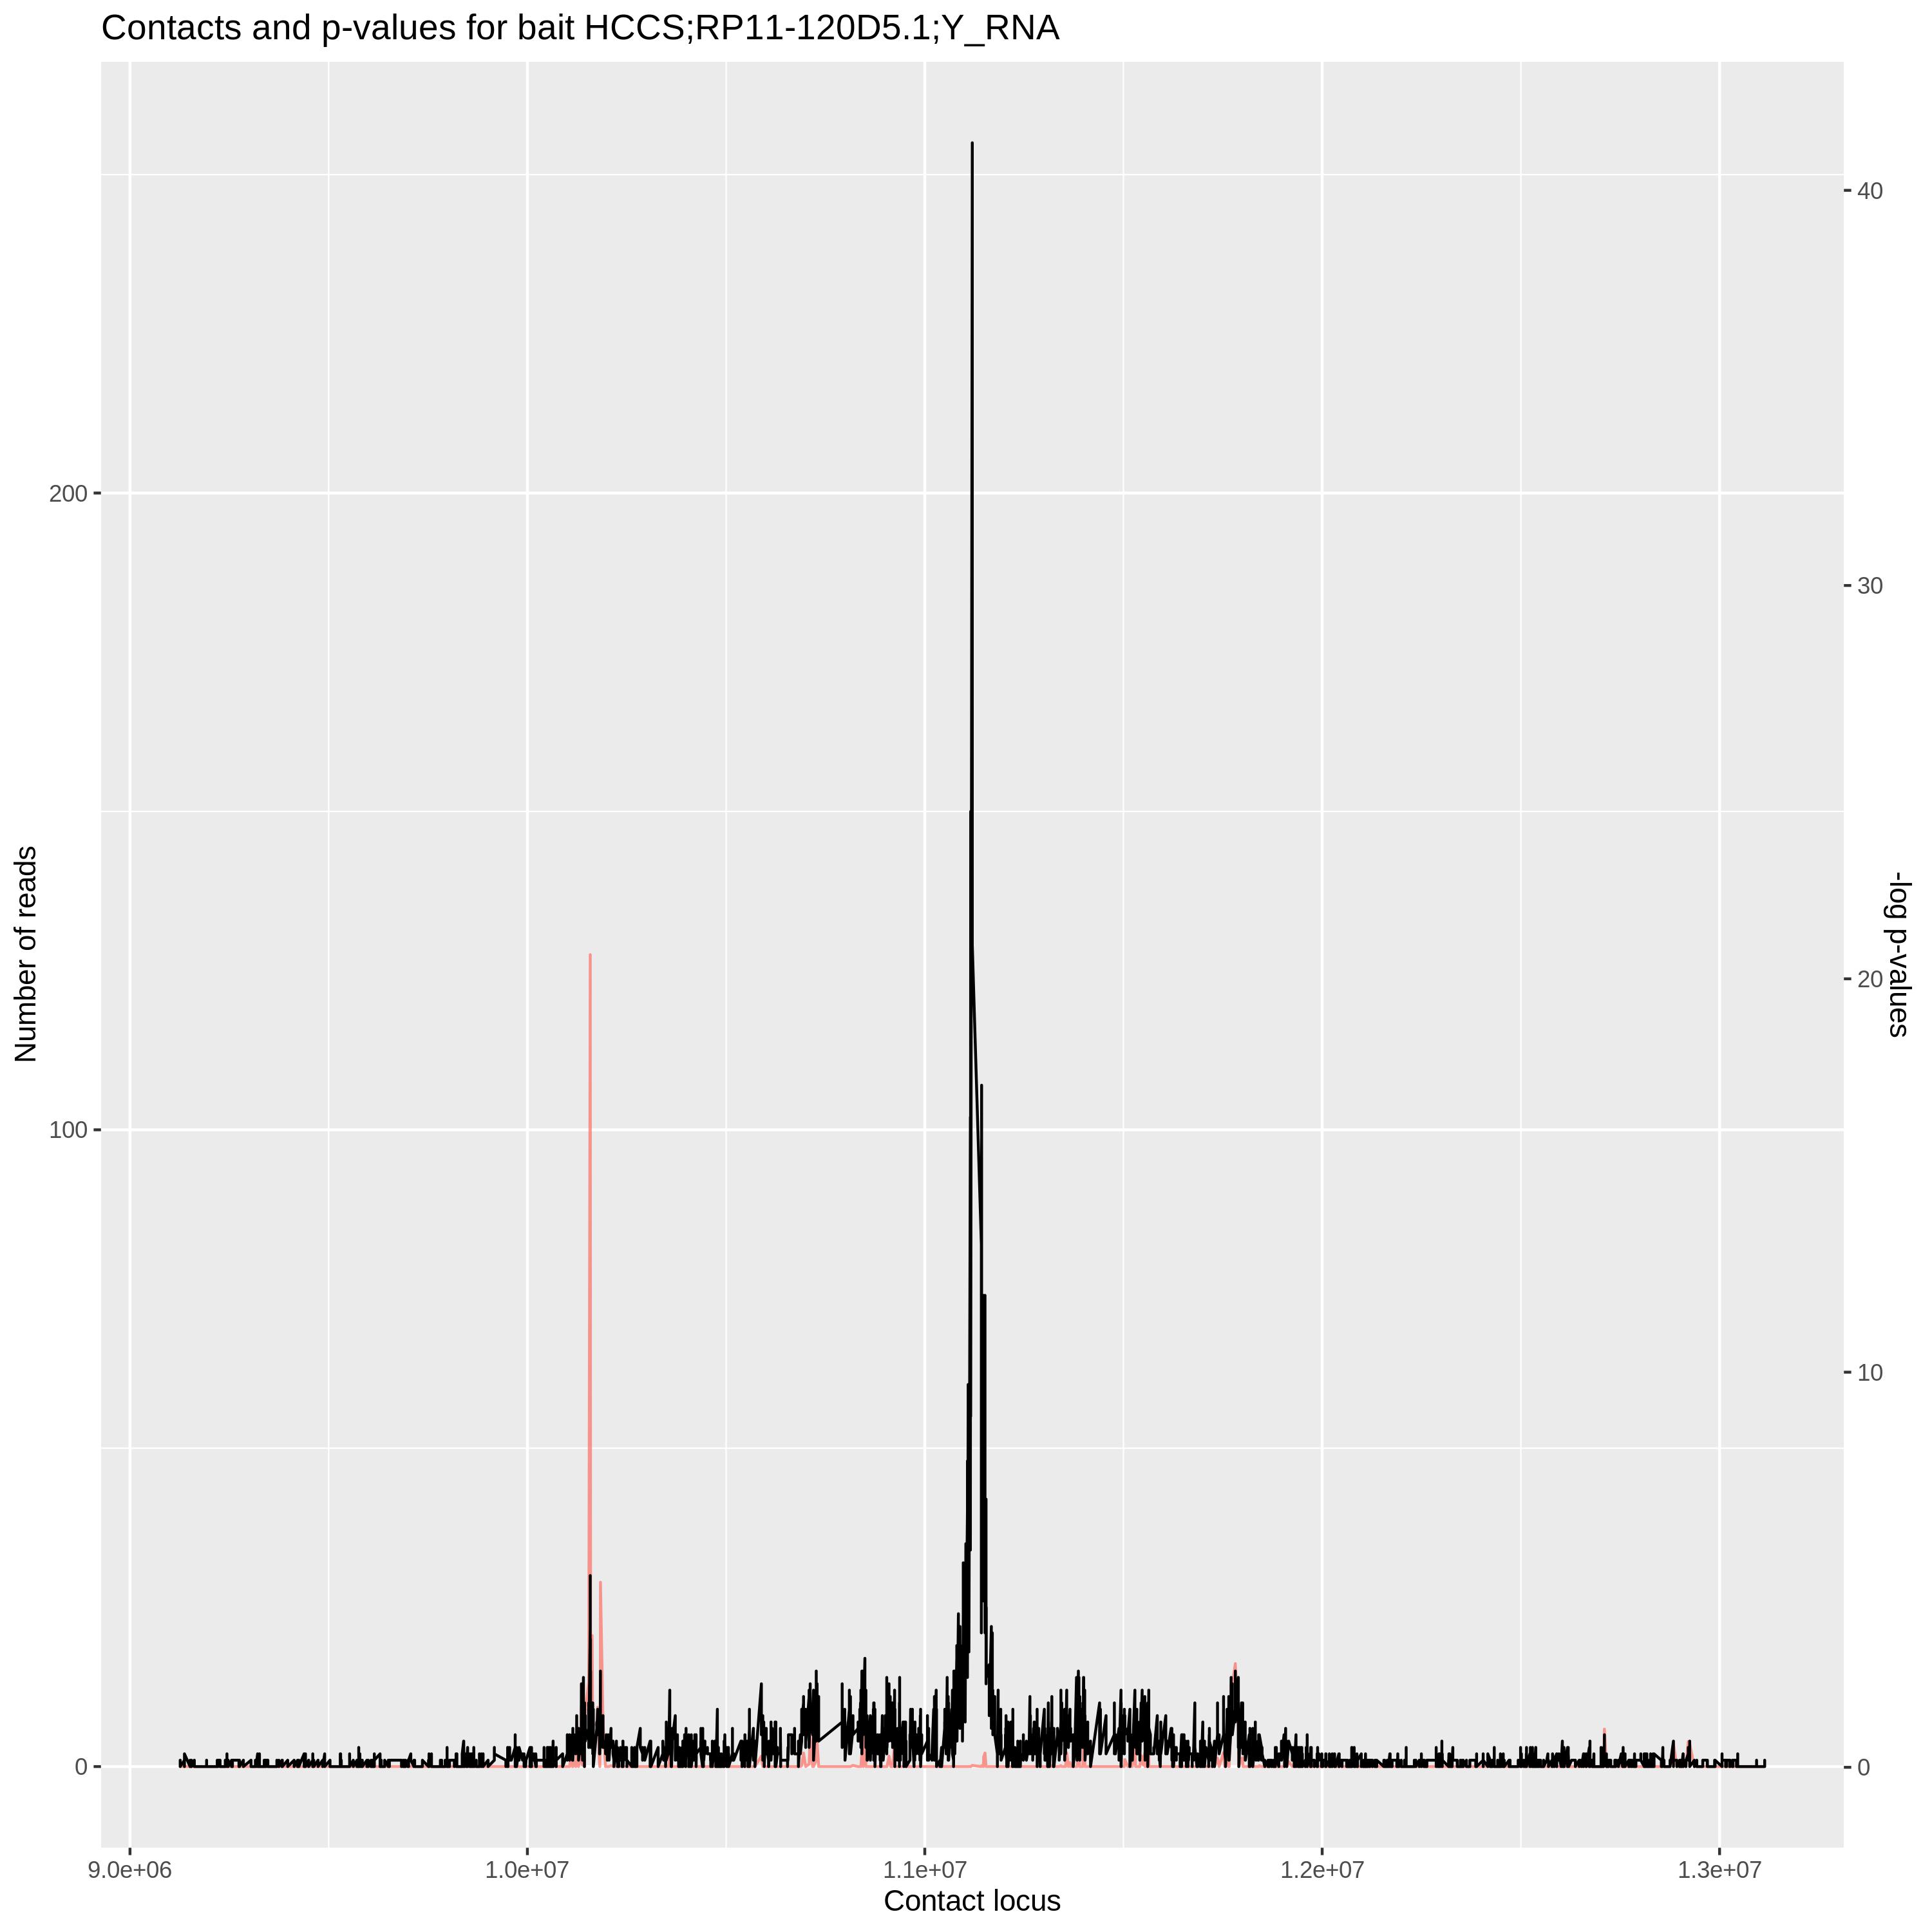 Contacts and p-values for bait HCCS;RP11-120D5.1;Y_RNA
Number of reads
200
100
0
40
30
20
10
0
-log p-values
9.0e+06
1.0e+07
1.1e+07
1.2e+07
1.3e+07
Contact locus